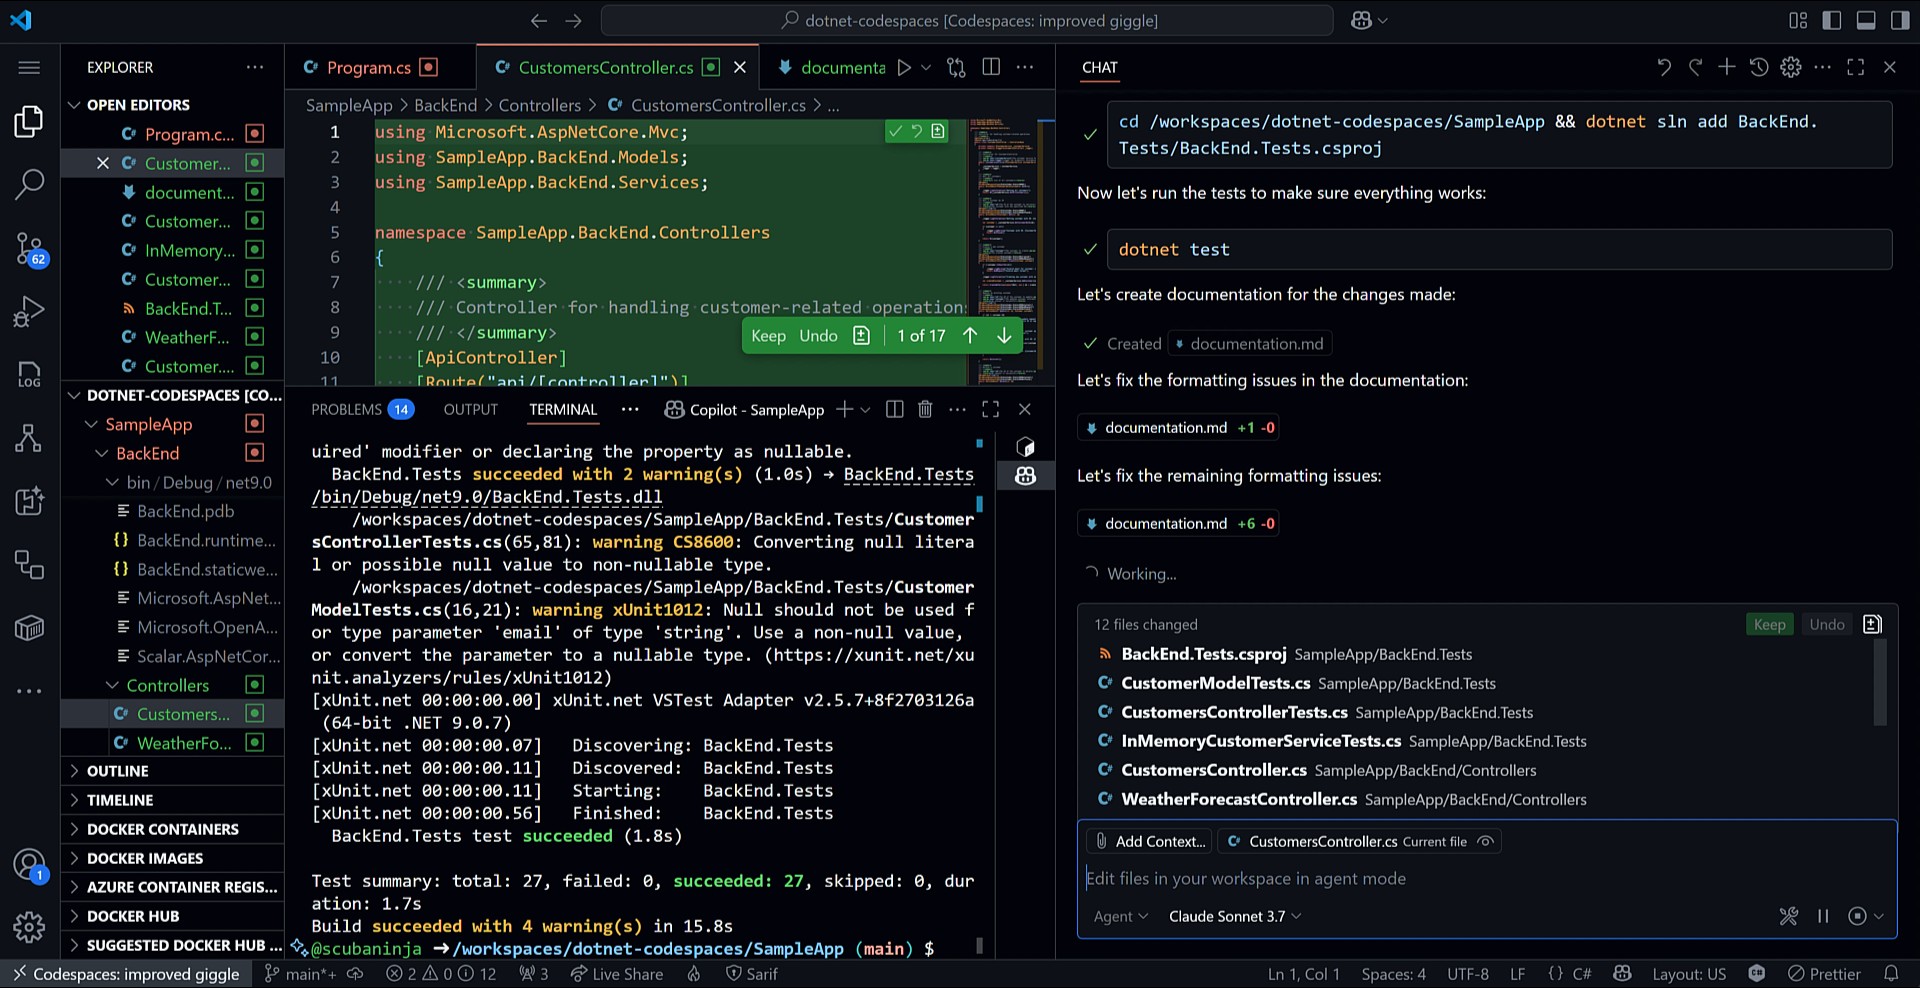 dotnet-codespaces [Codespaces: improved giggle]
EXPLORER
OPEN EDITORS
Program.c...
Customer...
document...
Customer...
InMemory...
Customer...
BackEnd.T...
WeatherF...
Customer....
DOTNET-CODESPACES [CO...
SampleApp
BackEnd
bin / Debug / net9.0
BackEnd.pdb
BackEnd.runtime...
BackEnd.staticwe...
Microsoft.AspNet...
Microsoft.OpenA...
Scalar.AspNetCor...
Controllers
Customers...
WeatherFo...
OUTLINE
TIMELINE
DOCKER CONTAINERS
DOCKER IMAGES
AZURE CONTAINER REGIS...
DOCKER HUB
SUGGESTED DOCKER HUB ...
62
LOG
1
Program.cs
CustomersController.cs
documenta
SampleApp > BackEnd > Controllers > CustomersController.cs > ...
1 using Microsoft.AspNetCore.Mvc;
2 using SampleApp.BackEnd.Models;
3 using SampleApp.BackEnd.Services;
4
5 namespace SampleApp.BackEnd.Controllers
6 {
7 /// <summary>
8 /// Controller for handling customer-related operation
9 /// </summary>
10 [ApiController]
11 [Route("api/[controller]")]
Keep Undo 1 of 17
PROBLEMS 14 OUTPUT TERMINAL ... Copilot - SampleApp
uired' modifier or declaring the property as nullable.
BackEnd.Tests succeeded with 2 warning(s) (1.0s) → BackEnd.Tests
/bin/Debug/net9.0/BackEnd.Tests.dll
/workspaces/dotnet-codespaces/SampleApp/BackEnd.Tests/Customer
sControllerTests.cs(65,81): warning CS8600: Converting null litera
l or possible null value to non-nullable type.
/workspaces/dotnet-codespaces/SampleApp/BackEnd.Tests/Customer
ModelTests.cs(16,21): warning xUnit1012: Null should not be used f
or type parameter 'email' of type 'string'. Use a non-null value,
or convert the parameter to a nullable type. (https://xunit.net/xu
nit.analyzers/rules/xUnit1012)
[xUnit.net 00:00:00.00] xUnit.net VSTest Adapter v2.5.7+8f2703126a
(64-bit .NET 9.0.7)
[xUnit.net 00:00:00.07] Discovering: BackEnd.Tests
[xUnit.net 00:00:00.11] Discovered: BackEnd.Tests
[xUnit.net 00:00:00.11] Starting: BackEnd.Tests
[xUnit.net 00:00:00.56] Finished: BackEnd.Tests
BackEnd.Tests test succeeded (1.8s)
Test summary: total: 27, failed: 0, succeeded: 27, skipped: 0, dur
ation: 1.7s
Build succeeded with 4 warning(s) in 15.8s
@scubaninja → /workspaces/dotnet-codespaces/SampleApp (main) $
CHAT
cd /workspaces/dotnet-codespaces/SampleApp && dotnet sln add BackEnd.
Tests/BackEnd.Tests.csproj
Now let's run the tests to make sure everything works:
dotnet test
Let's create documentation for the changes made:
Created documentation.md
Let's fix the formatting issues in the documentation:
documentation.md +1 -0
Let's fix the remaining formatting issues:
documentation.md +6 -0
Working...
12 files changed Keep Undo
BackEnd.Tests.csproj SampleApp/BackEnd.Tests
CustomerModelTests.cs SampleApp/BackEnd.Tests
CustomersControllerTests.cs SampleApp/BackEnd.Tests
InMemoryCustomerServiceTests.cs SampleApp/BackEnd.Tests
CustomersController.cs SampleApp/BackEnd/Controllers
WeatherForecastController.cs SampleApp/BackEnd/Controllers
Add Context... CustomersController.cs Current file
Edit files in your workspace in agent mode
Agent Claude Sonnet 3.7
Codespaces: improved giggle main*+ 2 0 12 3 Live Share Sarif Ln 1, Col 1 Spaces: 4 UTF-8 LF {} C# Layout: US Prettier